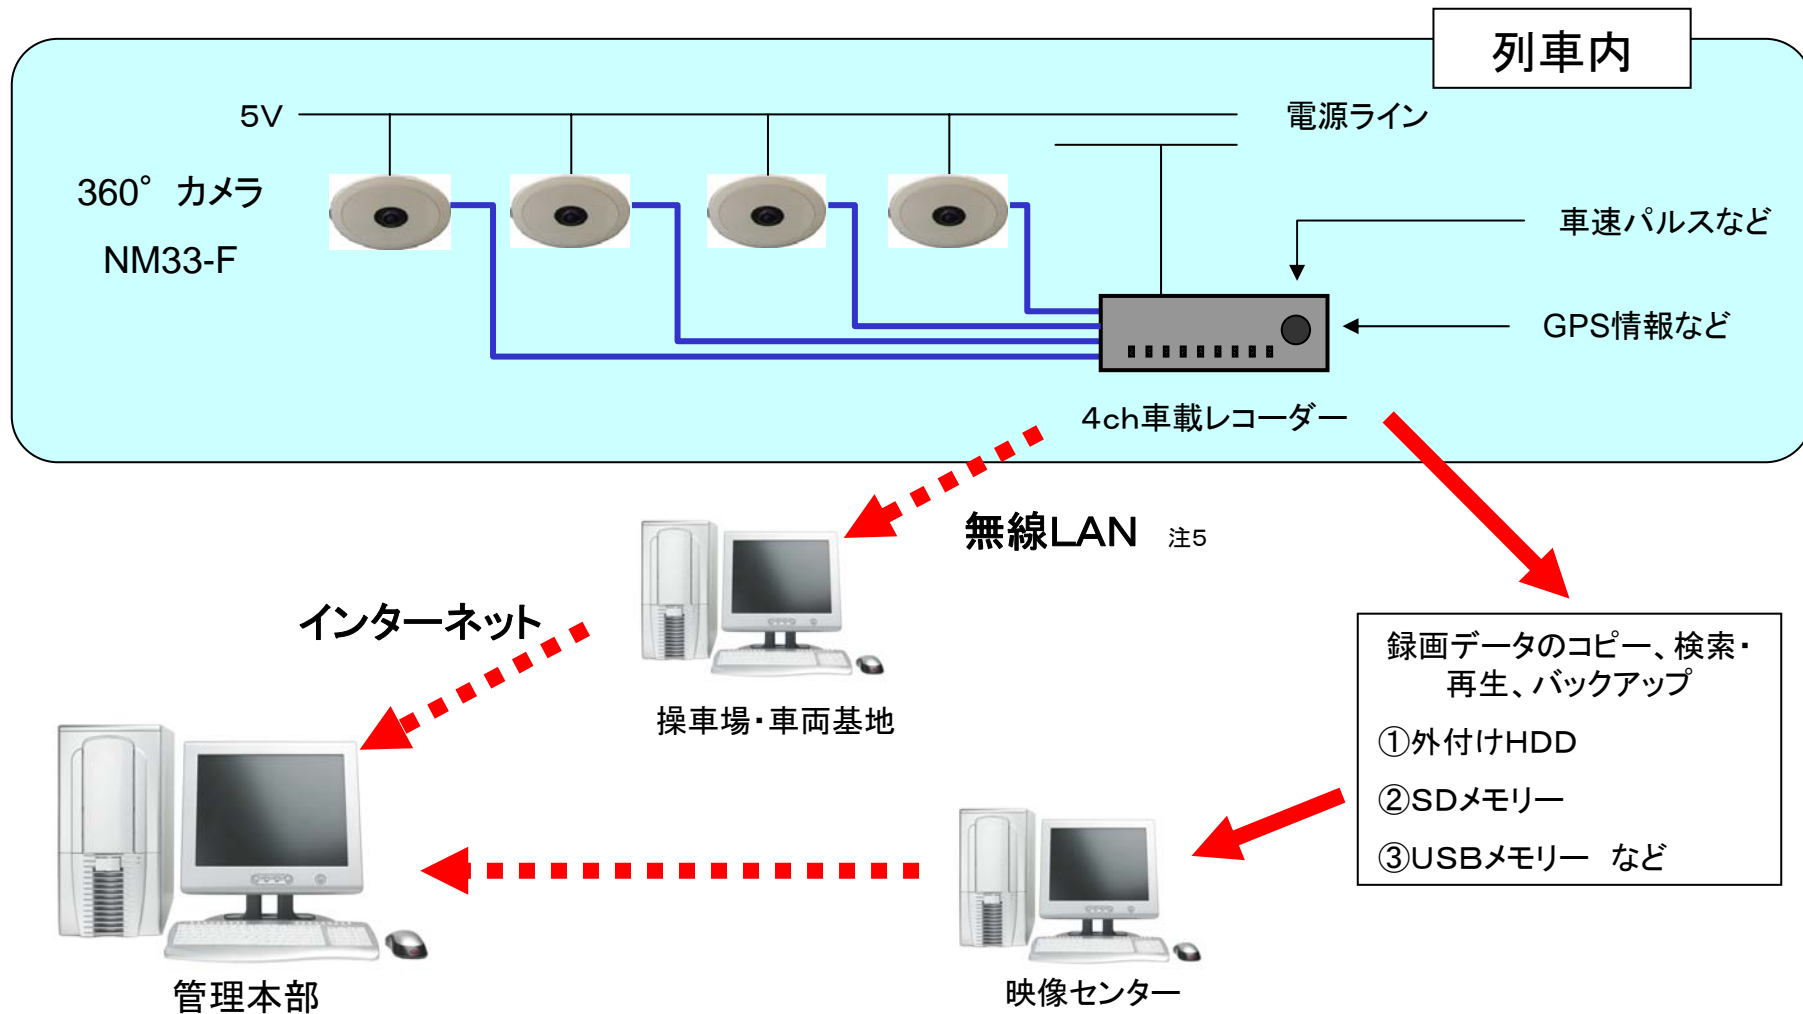 列車内
5V
電源ライン
360°カメラ
NM33-F
車速パルスなど
GPS情報など
4ch車載レコーダー
無線LAN 注5
インターネット
操車場・車両基地
録画データのコピー、検索・
再生、バックアップ
①外付けHDD
②SDメモリー
③USBメモリー など
管理本部
映像センター